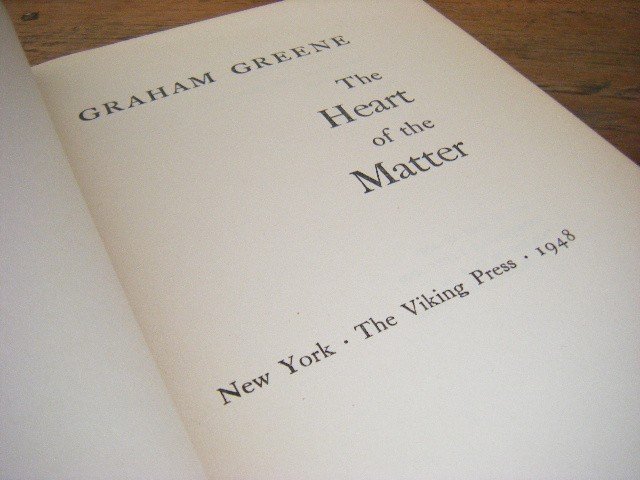 GRAHAM GREENE
The
Heart
of the
Matter
New York · The Viking Press · 1948